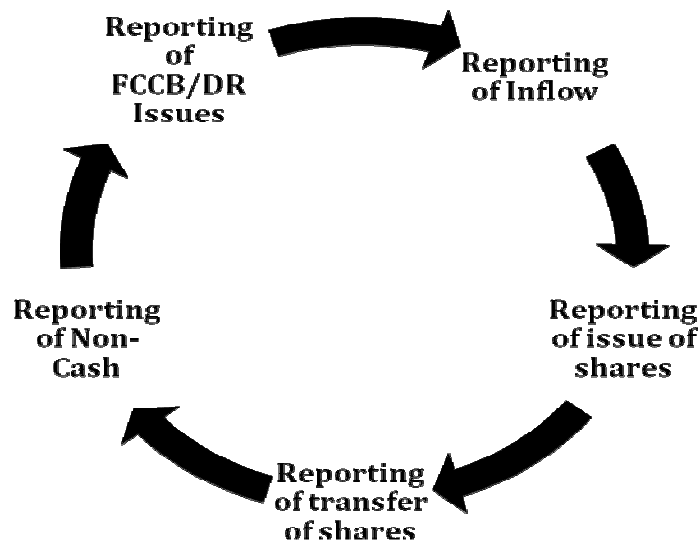 Reporting
of
FCCB/DR
Issues
Reporting
of Inflow
Reporting
of issue of
shares
Reporting
of transfer
of shares
Reporting
of Non-
Cash